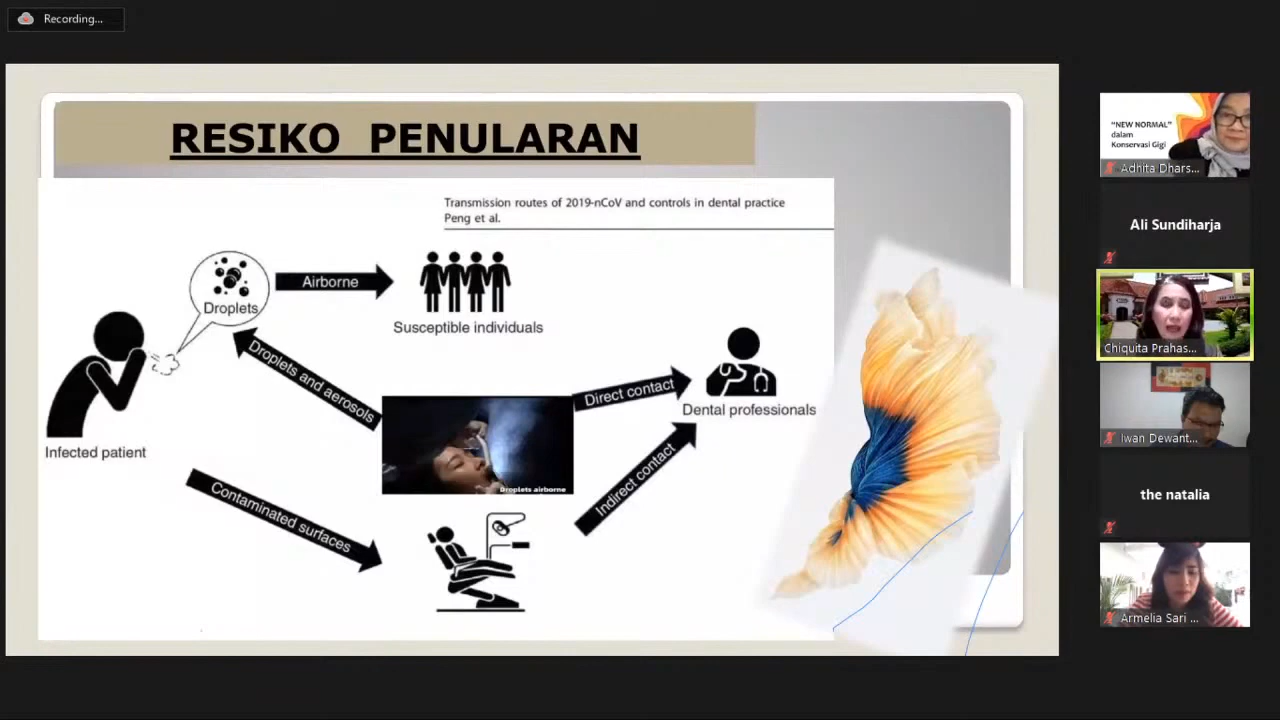 Recording...
RESIKO PENULARAN
Transmission routes of 2019-nCoV and controls in dental practice
Peng et al.
Droplets
Airborne
Susceptible individuals
Infected patient
Droplets and aerosols
Droplets airborne
Direct contact
Dental professionals
Indirect contact
Contaminated surfaces
"NEW NORMAL"
dalam
Konservasi Gigi
Adhita Dhars...
Ali Sundiharja
Chiquita Prahas...
Iwan Dewant...
the natalia
Armelia Sari ...